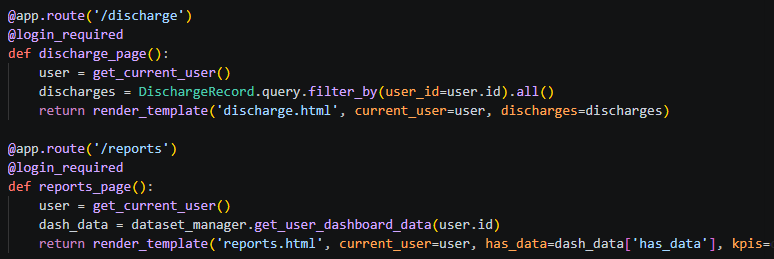 @app.route('/discharge')
@login_required
def discharge_page():
    user = get_current_user()
    discharges = DischargeRecord.query.filter_by(user_id=user.id).all()
    return render_template('discharge.html', current_user=user, discharges=discharges)

@app.route('/reports')
@login_required
def reports_page():
    user = get_current_user()
    dash_data = dataset_manager.get_user_dashboard_data(user.id)
    return render_template('reports.html', current_user=user, has_data=dash_data['has_data'], kpis=